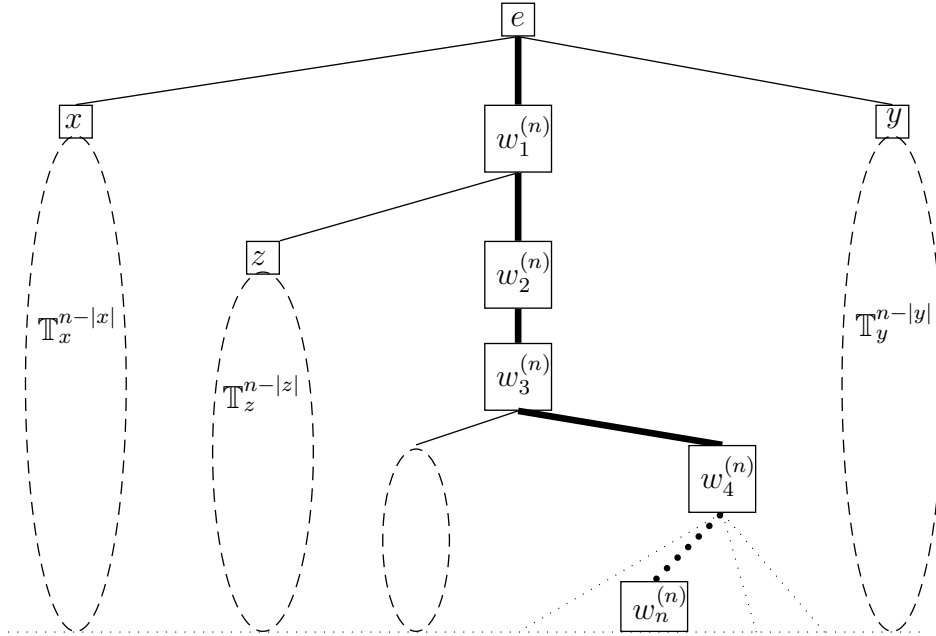 e
x
w_1^{(n)}
y
z
w_2^{(n)}
𝕋_x^{n-|x|}
𝕋_y^{n-|y|}
w_3^{(n)}
𝕋_z^{n-|z|}
w_4^{(n)}
w_n^{(n)}